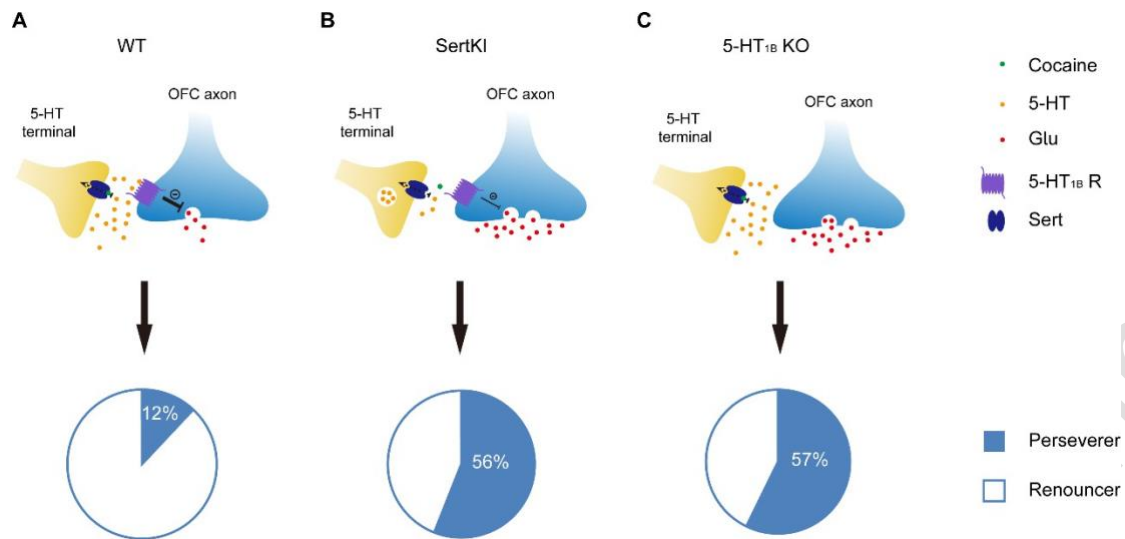 A
WT
5-HT
terminal
OFC axon
12%
B
SertKI
5-HT
terminal
OFC axon
56%
C
5-HT1B KO
5-HT
terminal
OFC axon
57%
Cocaine
5-HT
Glu
5-HT1B R
Sert
Perseverer
Renouncer